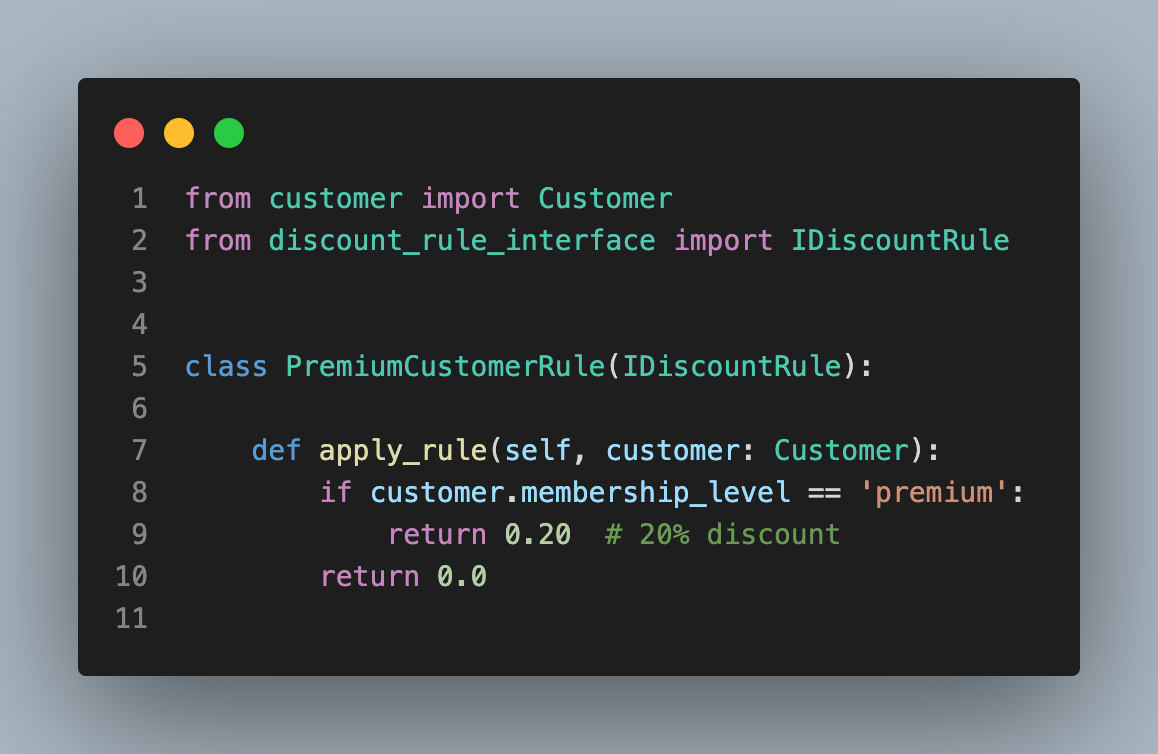 1 from customer import Customer
2 from discount_rule_interface import IDiscountRule
3
4
5 class PremiumCustomerRule(IDiscountRule):
6
7     def apply_rule(self, customer: Customer):
8         if customer.membership_level == 'premium':
9             return 0.20  # 20% discount
10         return 0.0
11